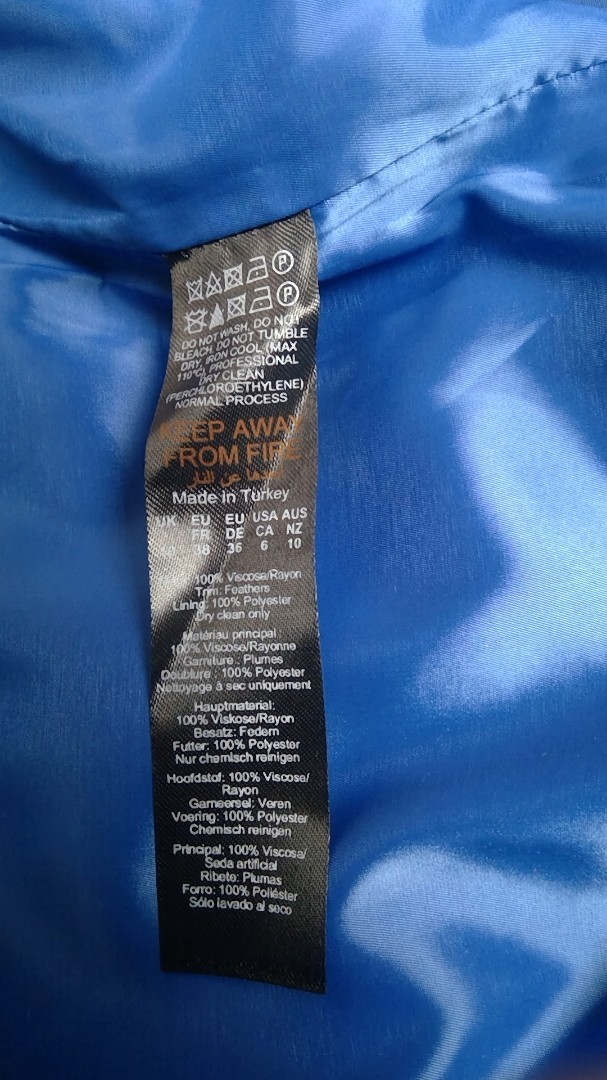 DO NOT WASH, DO NOT
BLEACH, DO NOT TUMBLE
DRY, IRON COOL (MAX
110°C), PROFESSIONAL
DRY CLEAN
(PERCHLOROETHYLENE)
NORMAL PROCESS
KEEP AWAY
FROM FIRE
عن النار
Made in Turkey
UK EU EU USA AUS
FR DE CA NZ
38 36 6 10
100% Viscose/Rayon
Trim: Feathers
Lining: 100% Polyester
Dry clean only
Matériau principal:
100% Viscose/Rayonne
Garniture : Plumes
Doublure : 100% Polyester
Nettoyage à sec uniquement
Hauptmaterial:
100% Viskose/Rayon
Besatz: Federn
Futter: 100% Polyester
Nur chemisch reinigen
Hoofdstof: 100% Viscose/
Rayon
Garneersel: Veren
Voering: 100% Polyester
Chemisch reinigen
Principal: 100% Viscosa/
Seda artificial
Ribete: Plumas
Forro: 100% Poliéster
Sólo lavado al seco